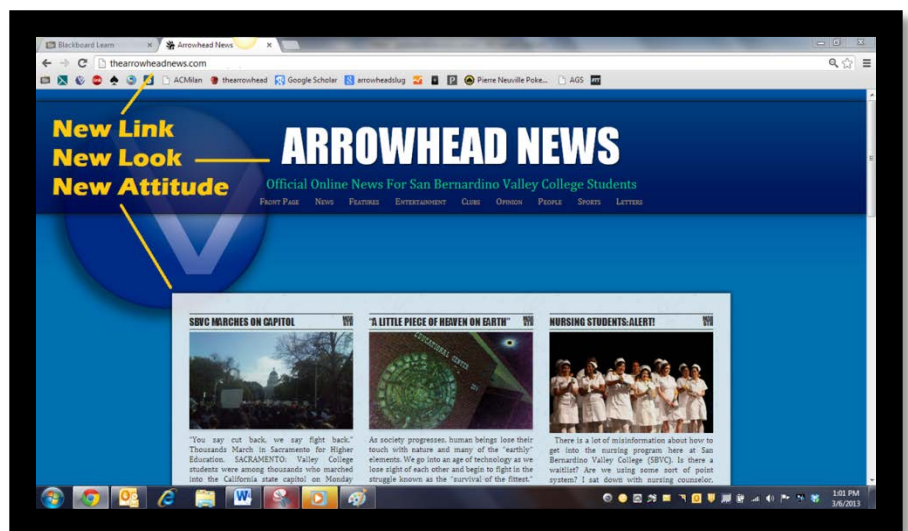 Blackboard Learn
Arrowhead News
thearrowheadnews.com
ACMilan thearrowhead Google Scholar arrowheadslug Pierre Neuville Poke... AGS
New Link
New Look
New Attitude
ARROWHEAD NEWS
Official Online News For San Bernardino Valley College Students
FRONT PAGE NEWS FEATURES ENTERTAINMENT CLUBS OPINION PEOPLE SPORTS LETTERS
SBVC MARCHES ON CAPITOL
"You say cut back, we say fight back."
Thousands March in Sacramento for Higher
Education. SACRAMENTO: Valley College
students were among thousands who marched
into the California state capitol on Monday
"A LITTLE PIECE OF HEAVEN ON EARTH"
EDUCATIONAL CENTER
As society progresses, human beings lose their
touch with nature and many of the "earthly"
elements. We go into an age of technology as we
lose sight of each other and begin to fight in the
struggle known as the "survival of the fittest."
NURSING STUDENTS:ALERT!
There is a lot of misinformation about how to
get into the nursing program here at San
Bernardino Valley College (SBVC). Is there a
waitlist? Are we using some sort of point
system? I sat down with nursing counselor,
1:01 PM
3/6/2013